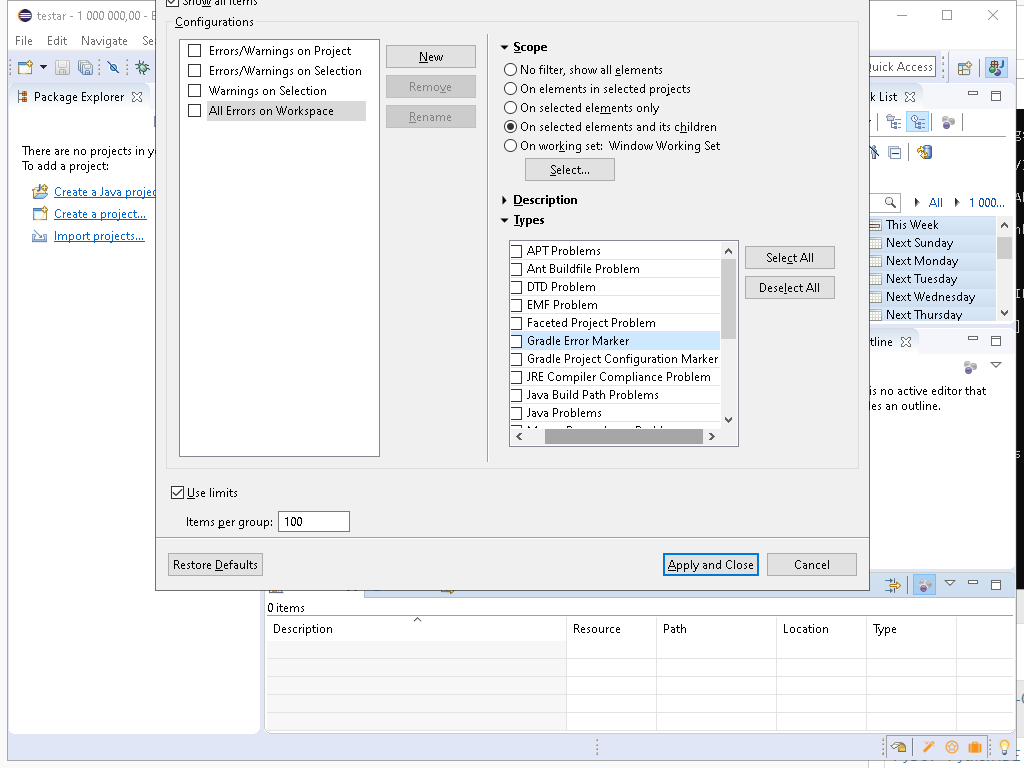 testar - 1 000 000,00 - E
File Edit Navigate Se
Show all items
Configurations
Errors/Warnings on Project
Errors/Warnings on Selection
Warnings on Selection
All Errors on Workspace
New
Remove
Rename
Scope
No filter, show all elements
On elements in selected projects
On selected elements only
On selected elements and its children
On working set: Window Working Set
Select...
Description
Types
APT Problems
Ant Buildfile Problem
DTD Problem
EMF Problem
Faceted Project Problem
Gradle Error Marker
Gradle Project Configuration Marker
JRE Compiler Compliance Problem
Java Build Path Problems
Java Problems
Select All
Deselect All
Use limits
Items per group: 100
Restore Defaults
Apply and Close
Cancel
Package Explorer
There are no projects in y
To add a project:
Create a Java projec
Create a project...
Import projects...
Quick Access
k List
All
1 000...
This Week
Next Sunday
Next Monday
Next Tuesday
Next Wednesday
Next Thursday
tline
is no active editor that
les an outline.
0 items
Description Resource Path Location Type